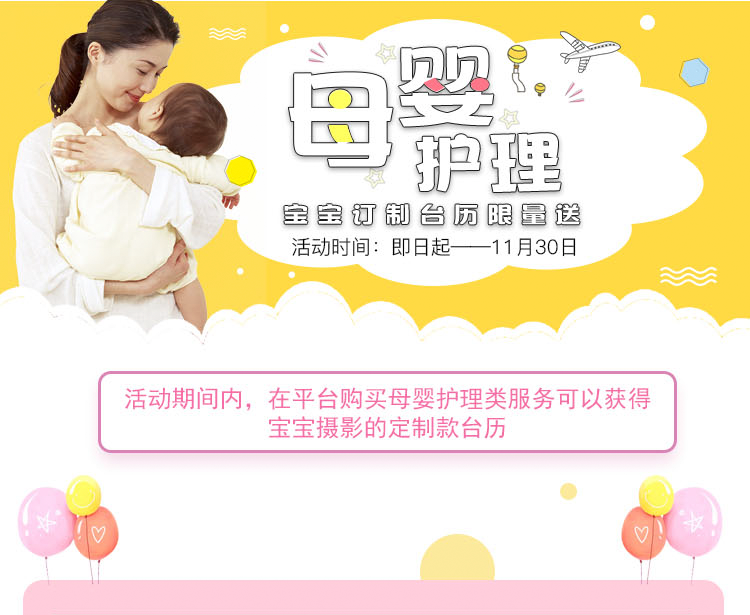 母婴
护理
宝宝订制台历限量送
活动时间：即日起——11月30日
活动期间内，在平台购买母婴护理类服务可以获得
宝宝摄影的定制款台历